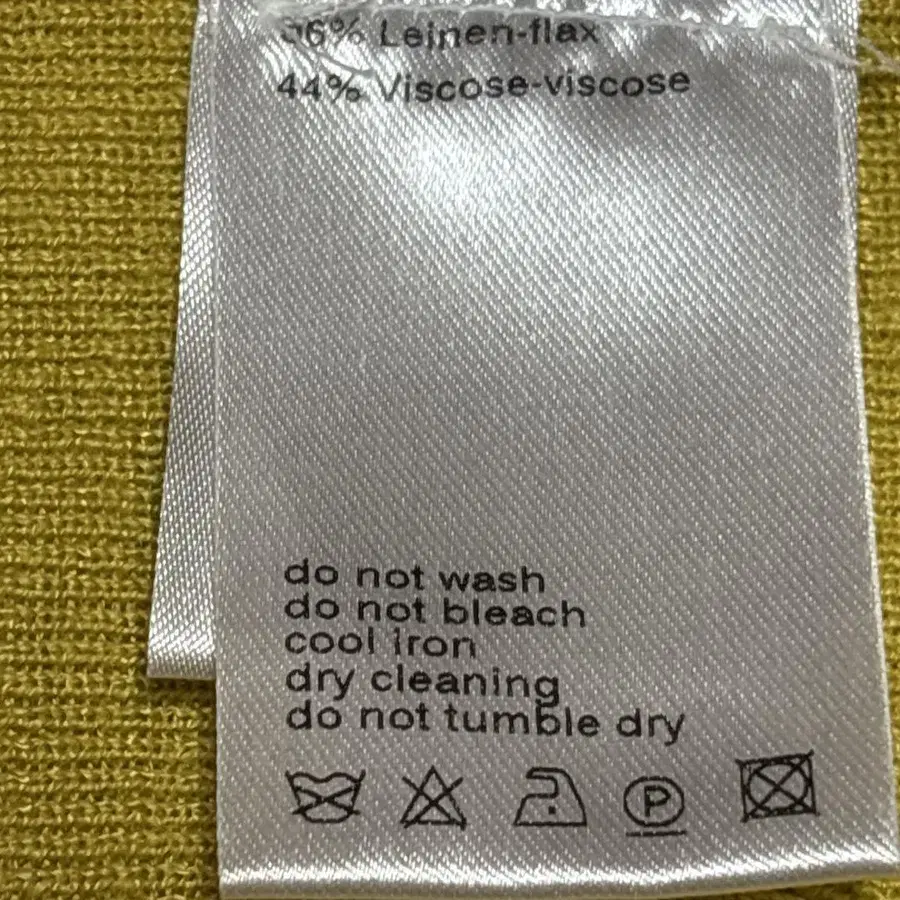 56% Leinen-flax
44% Viscose-viscose
do not wash
do not bleach
cool iron
dry cleaning
do not tumble dry
P